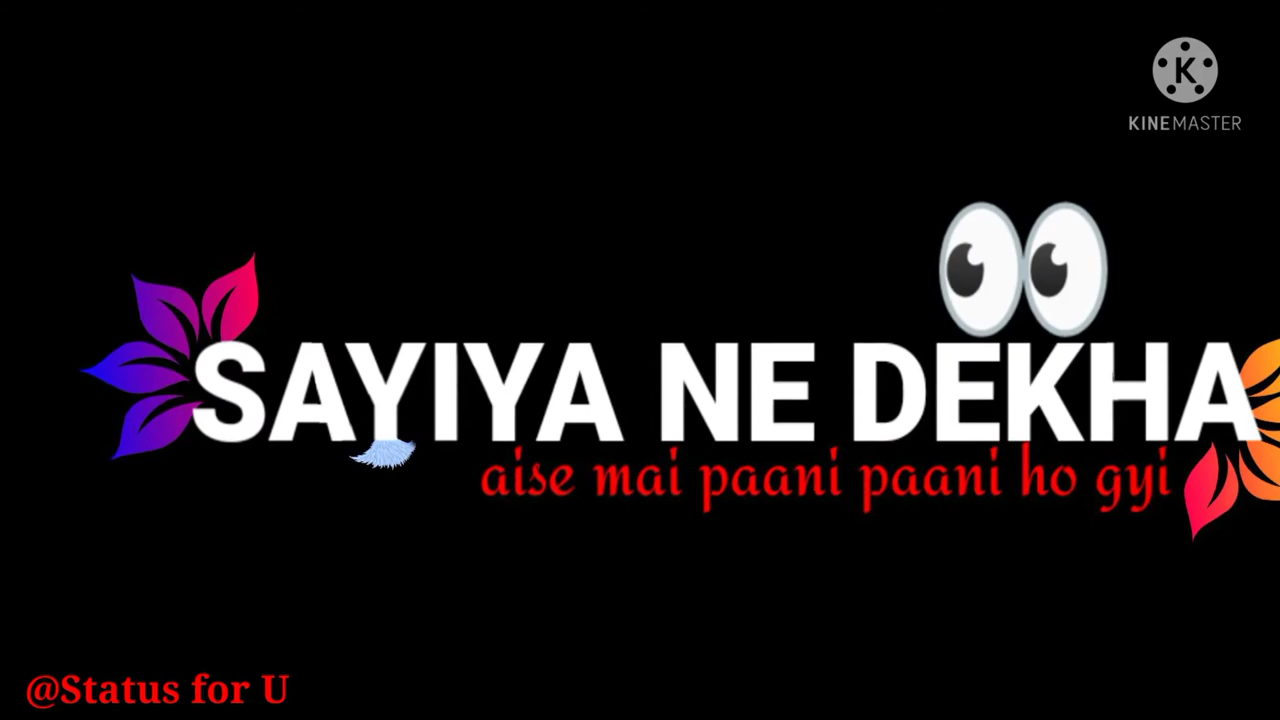 KINEMASTER
SAYIYA NE DEKHA
aise mai paani paani ho gyi
@Status for U